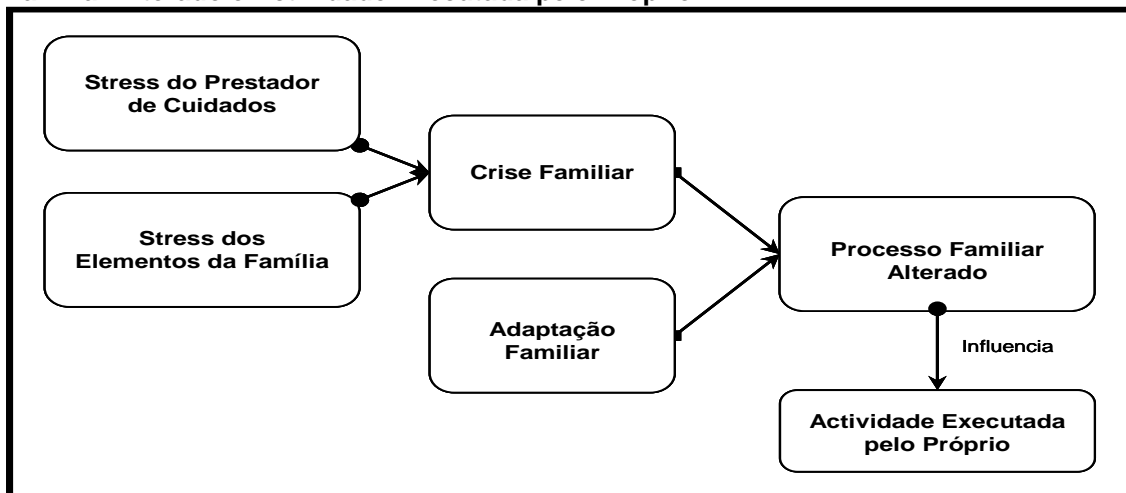 Stress do Prestador
de Cuidados
Crise Familiar
Stress dos
Elementos da Família
Processo Familiar
Alterado
Adaptação
Familiar
Influencia
Actividade Executada
pelo Próprio